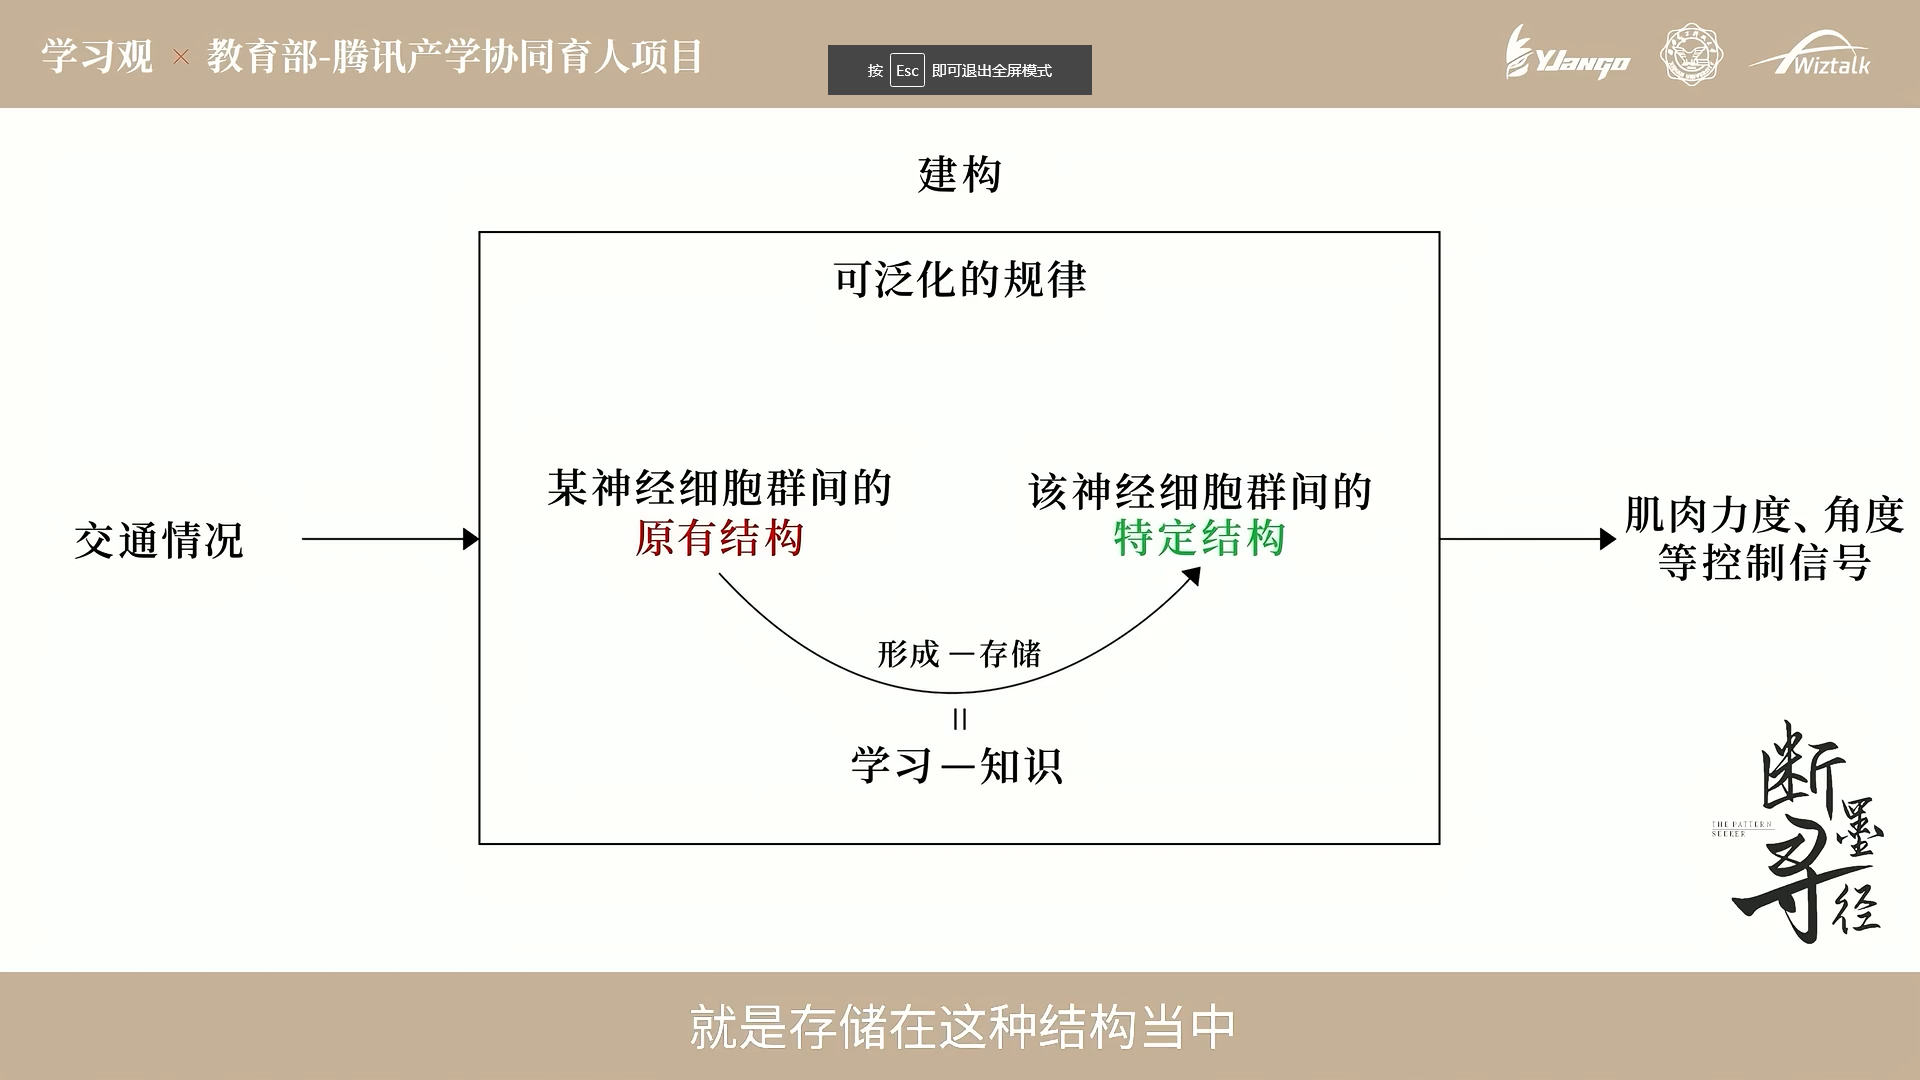 学习观 × 教育部-腾讯产学协同育人项目
按 Esc 即可退出全屏模式
YJango
Wiztalk
建构
可泛化的规律
某神经细胞群间的
原有结构
该神经细胞群间的
特定结构
交通情况
肌肉力度、角度
等控制信号
形成 — 存储
=
学习 — 知识
断墨寻径
THE PATTERN
SEEKER
就是存储在这种结构当中